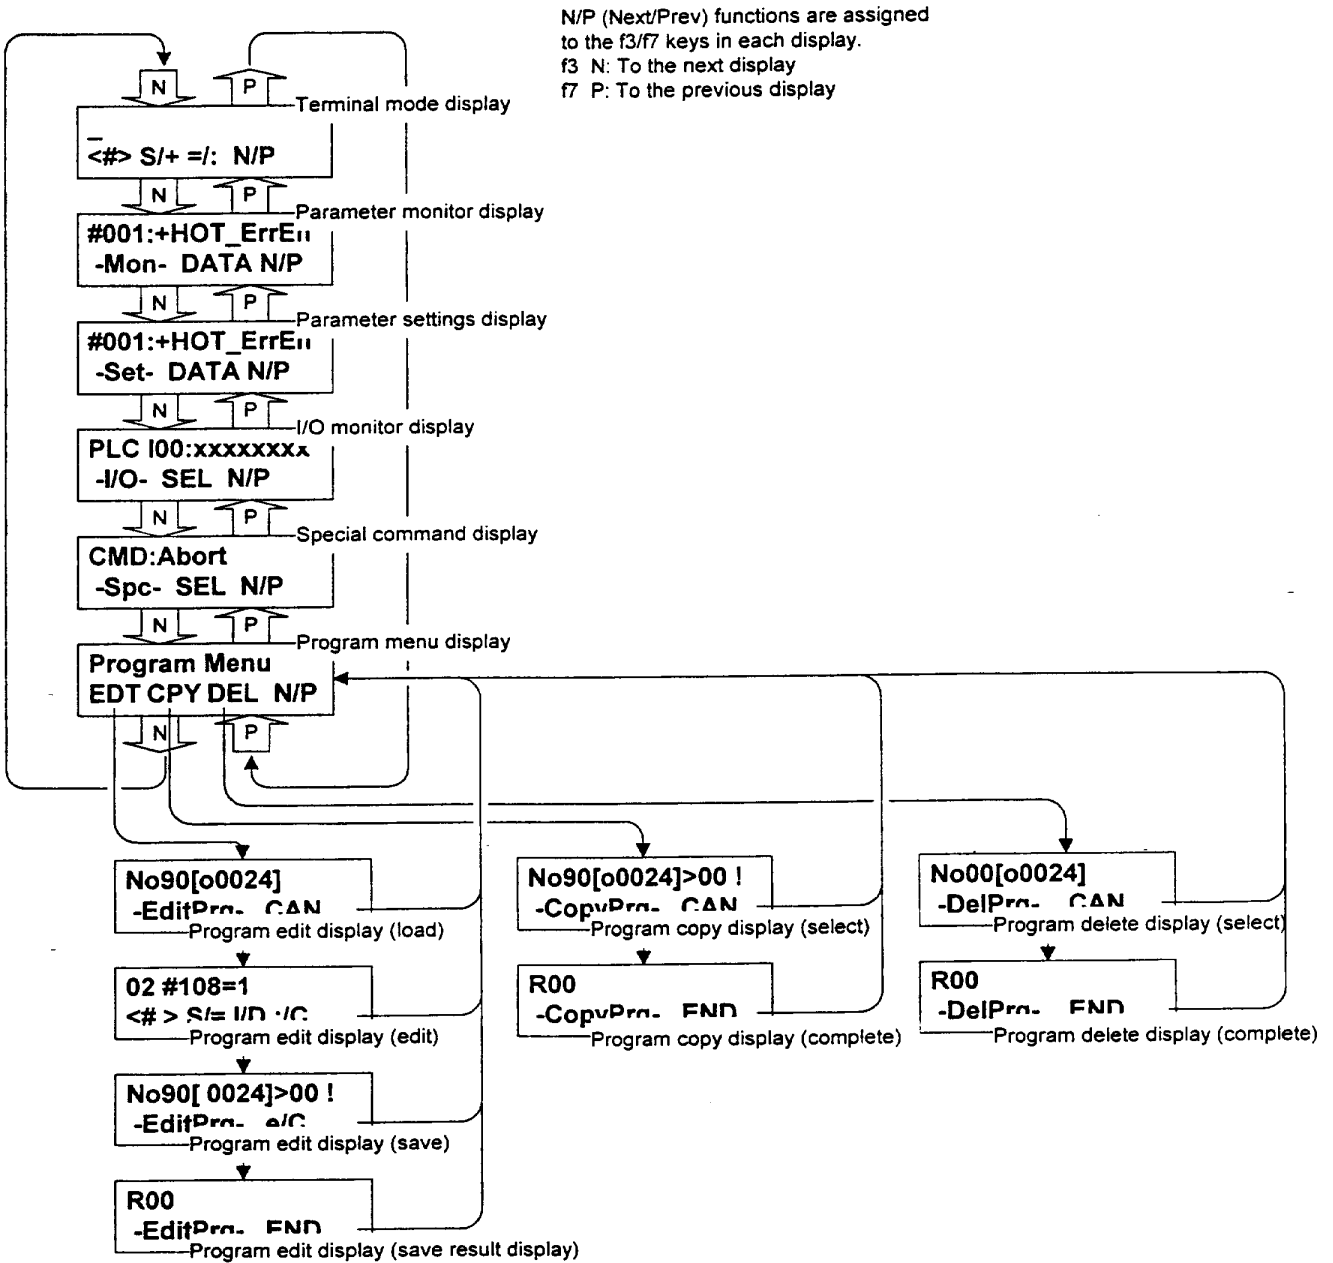 N/P (Next/Prev) functions are assigned
to the f3/f7 keys in each display.
f3 N: To the next display
f7 P: To the previous display
N
P
Terminal mode display
_
<#> S/+ =/: N/P
N
P
Parameter monitor display
#001:+HOT_ErrEn
-Mon- DATA N/P
N
P
Parameter settings display
#001:+HOT_ErrEn
-Set- DATA N/P
N
P
I/O monitor display
PLC I00:xxxxxxxx
-I/O- SEL N/P
N
P
Special command display
CMD:Abort
-Spc- SEL N/P
N
P
Program menu display
Program Menu
EDT CPY DEL N/P
N
P
No90[o0024]
-EditPrg- CAN
Program edit display (load)
02 #108=1
<# > S/= I/D :/C
Program edit display (edit)
No90[ 0024]>00 !
-EditPrg- e/C
Program edit display (save)
R00
-EditPrg- END
Program edit display (save result display)
No90[o0024]>00 !
-CopyPrg- CAN
Program copy display (select)
R00
-CopyPrg- END
Program copy display (complete)
No00[o0024]
-DelPrg- CAN
Program delete display (select)
R00
-DelPrg- END
Program delete display (complete)